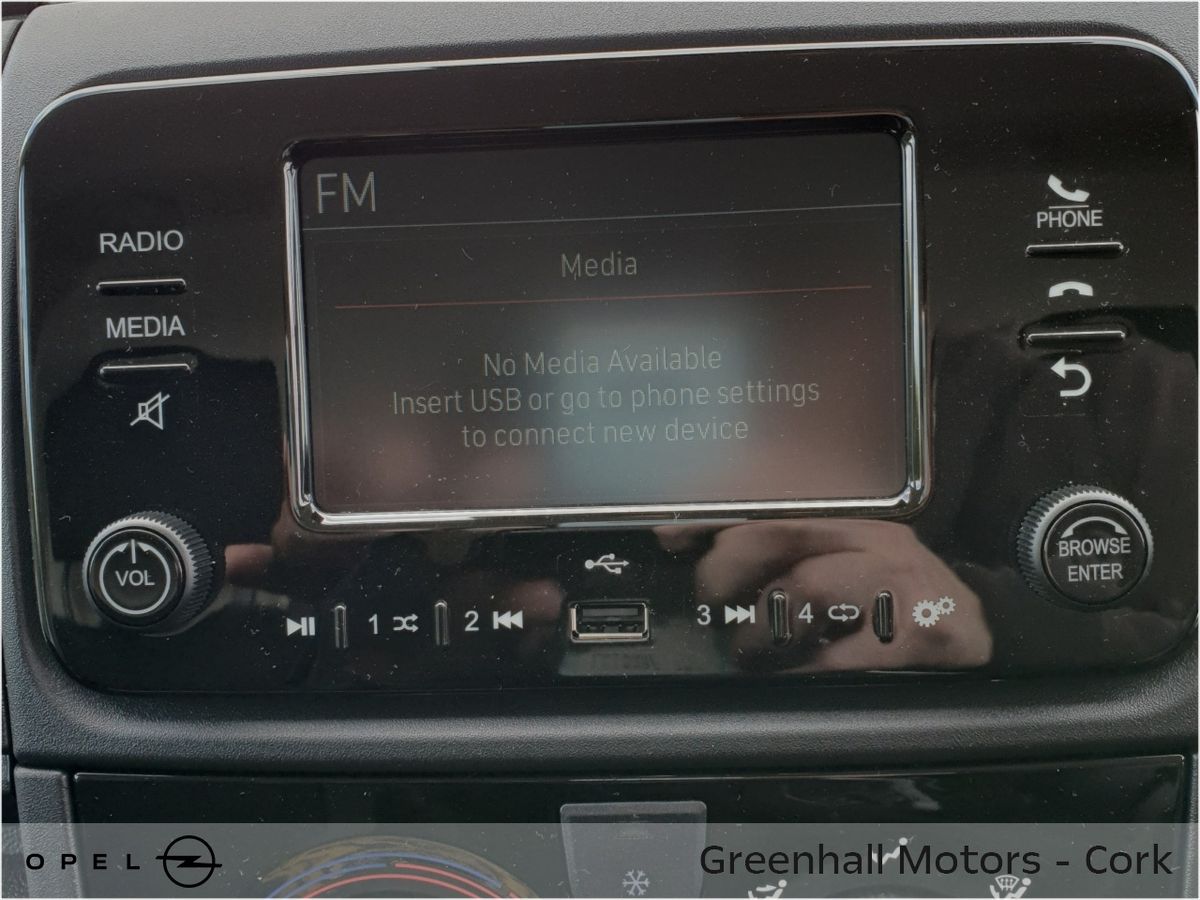 FM
RADIO
MEDIA
Media
No Media Available
Insert USB or go to phone settings
to connect new device
PHONE
VOL
BROWSE
ENTER
1
2
3
4
OPEL
Greenhall Motors - Cork